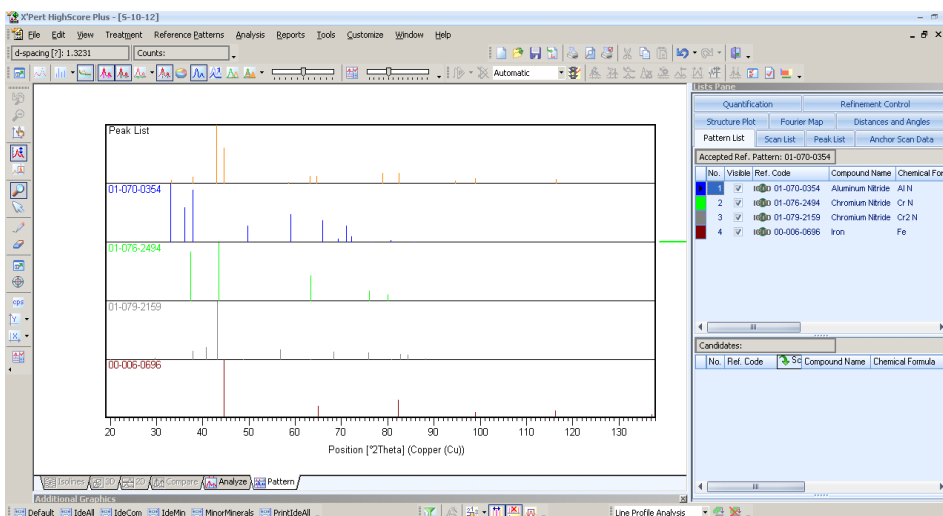 X'Pert HighScore Plus - [S-10-12]
File Edit View Treatment Reference Patterns Analysis Reports Tools Customize Window Help
d-spacing [?]: 1.3231 Counts:
Automatic
Lists Pane
Quantification Refinement Control
Structure Plot Fourier Map Distances and Angles
Pattern List Scan List Peak List Anchor Scan Data
Accepted Ref. Pattern: 01-070-0354
No. Visible Ref. Code Compound Name Chemical For
1 01-070-0354 Aluminum Nitride Al N
2 01-076-2494 Chromium Nitride Cr N
3 01-079-2159 Chromium Nitride Cr2 N
4 00-006-0696 Iron Fe
Candidates:
No. Ref. Code Sc Compound Name Chemical Formula
Peak List
01-070-0354
01-076-2494
01-079-2159
00-006-0696
20 30 40 50 60 70 80 90 100 110 120 130
Position [°2Theta] (Copper (Cu))
cps
Isolines 3D 2D Compare Analyze Pattern
Additional Graphics
Default IdeAll IdeCom IdeMin MinorMinerals PrintIdeAll Line Profile Analysis